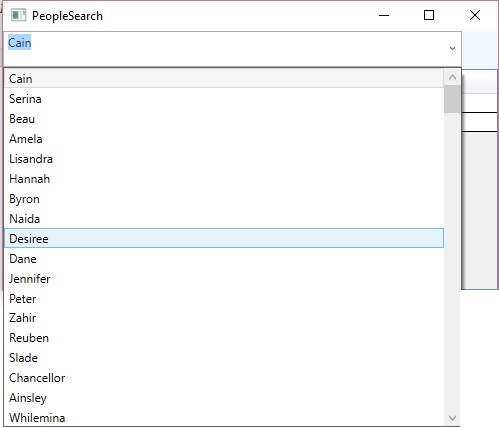 PeopleSearch
Cain
Cain
Serina
Beau
Amela
Lisandra
Hannah
Byron
Naida
Desiree
Dane
Jennifer
Peter
Zahir
Reuben
Slade
Chancellor
Ainsley
Whilemina